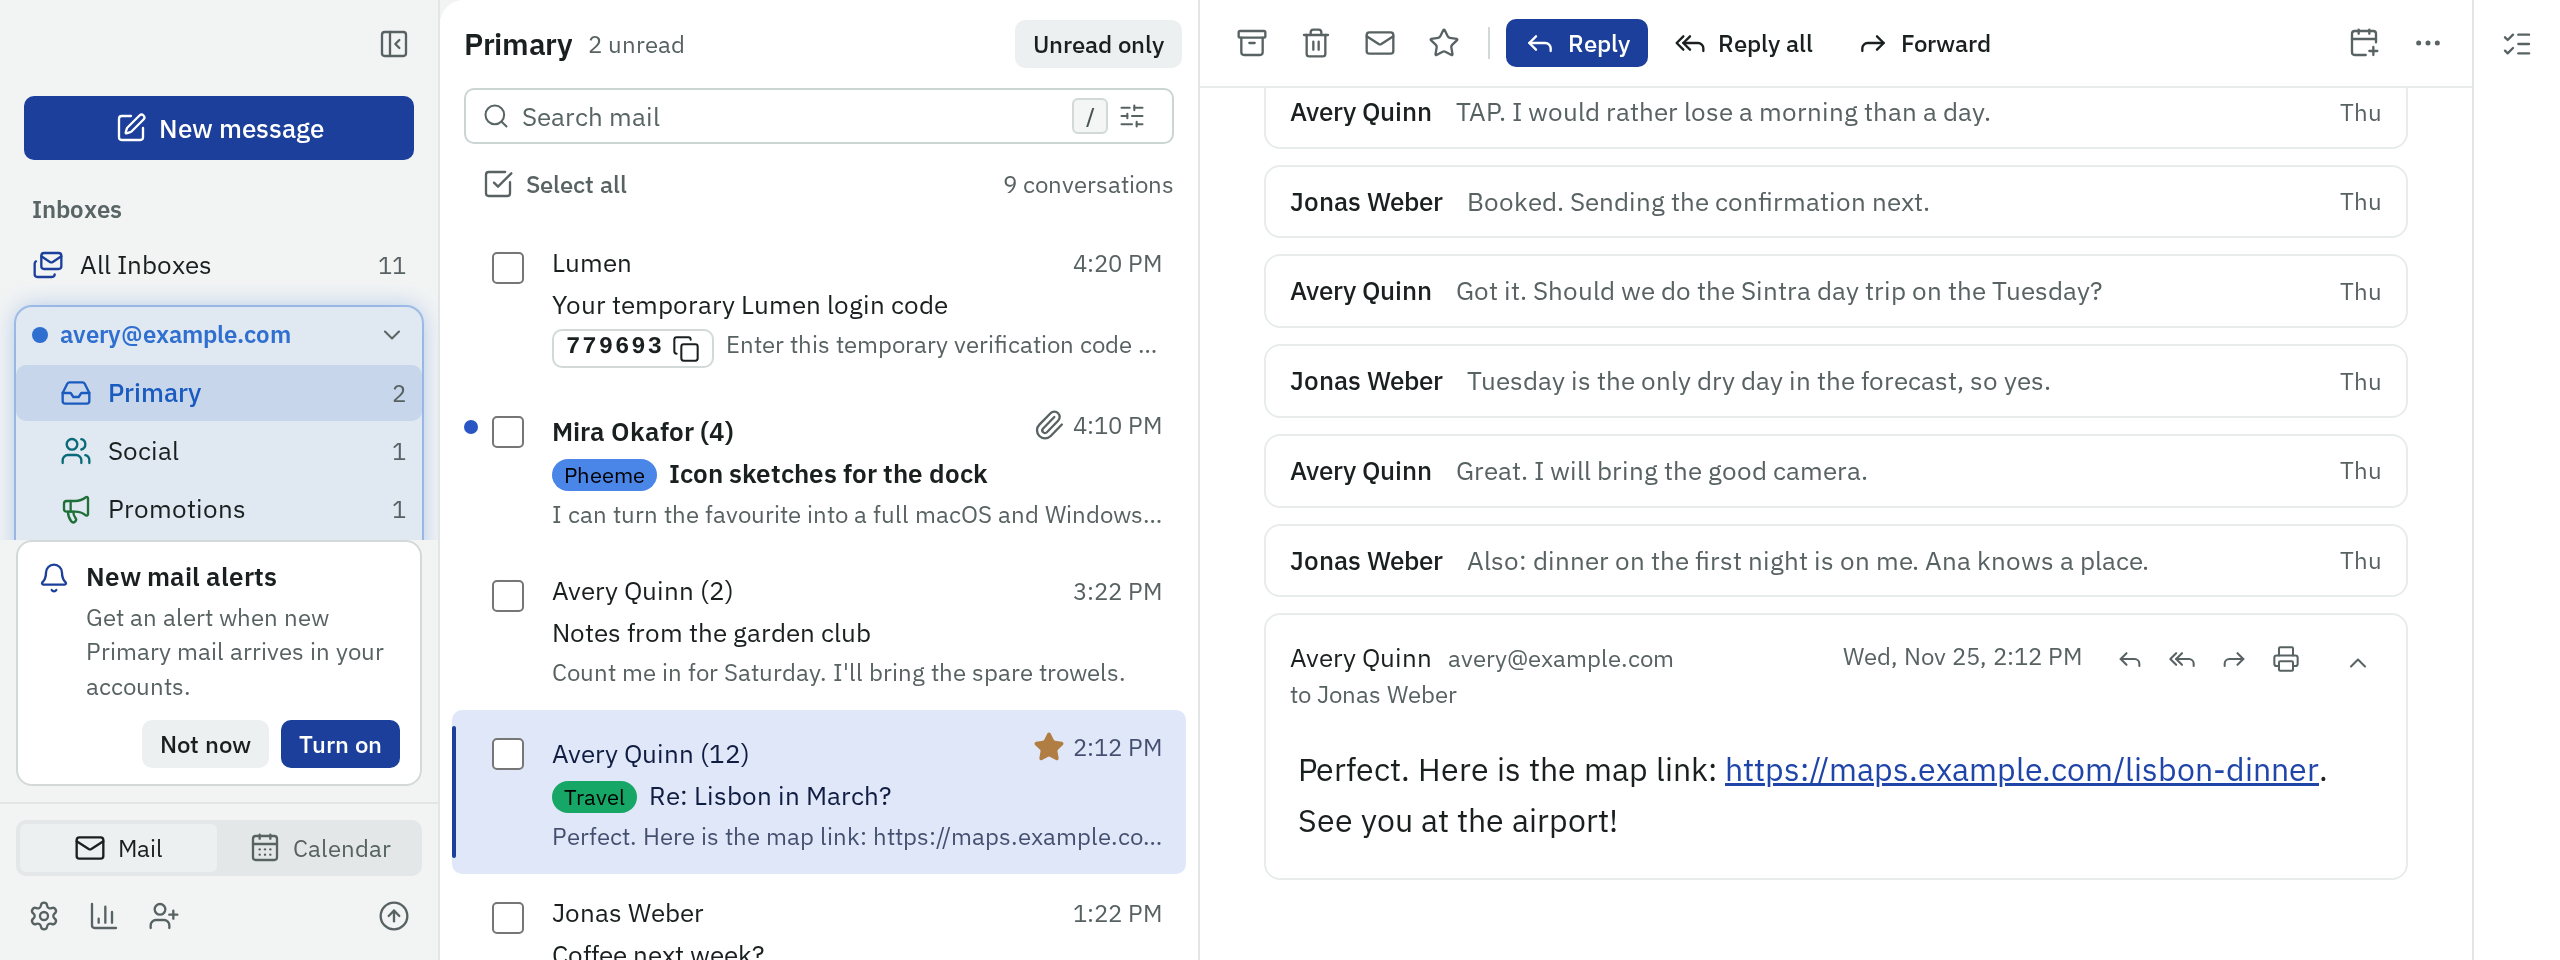 New message
Inboxes
All Inboxes 11
avery@example.com
Primary 2
Social 1
Promotions 1
New mail alerts
Get an alert when new
Primary mail arrives in your
accounts.
Not now Turn on
Mail Calendar
Primary 2 unread Unread only
Search mail /
Select all 9 conversations
Lumen 4:20 PM
Your temporary Lumen login code
779693 Enter this temporary verification code ...
Mira Okafor (4) 4:10 PM
Pheeme Icon sketches for the dock
I can turn the favourite into a full macOS and Windows...
Avery Quinn (2) 3:22 PM
Notes from the garden club
Count me in for Saturday. I'll bring the spare trowels.
Avery Quinn (12) 2:12 PM
Travel Re: Lisbon in March?
Perfect. Here is the map link: https://maps.example.co...
Jonas Weber 1:22 PM
Coffee next week?
Reply Reply all Forward
Avery Quinn TAP. I would rather lose a morning than a day. Thu
Jonas Weber Booked. Sending the confirmation next. Thu
Avery Quinn Got it. Should we do the Sintra day trip on the Tuesday? Thu
Jonas Weber Tuesday is the only dry day in the forecast, so yes. Thu
Avery Quinn Great. I will bring the good camera. Thu
Jonas Weber Also: dinner on the first night is on me. Ana knows a place. Thu
Avery Quinn avery@example.com Wed, Nov 25, 2:12 PM
to Jonas Weber
Perfect. Here is the map link: https://maps.example.com/lisbon-dinner.
See you at the airport!